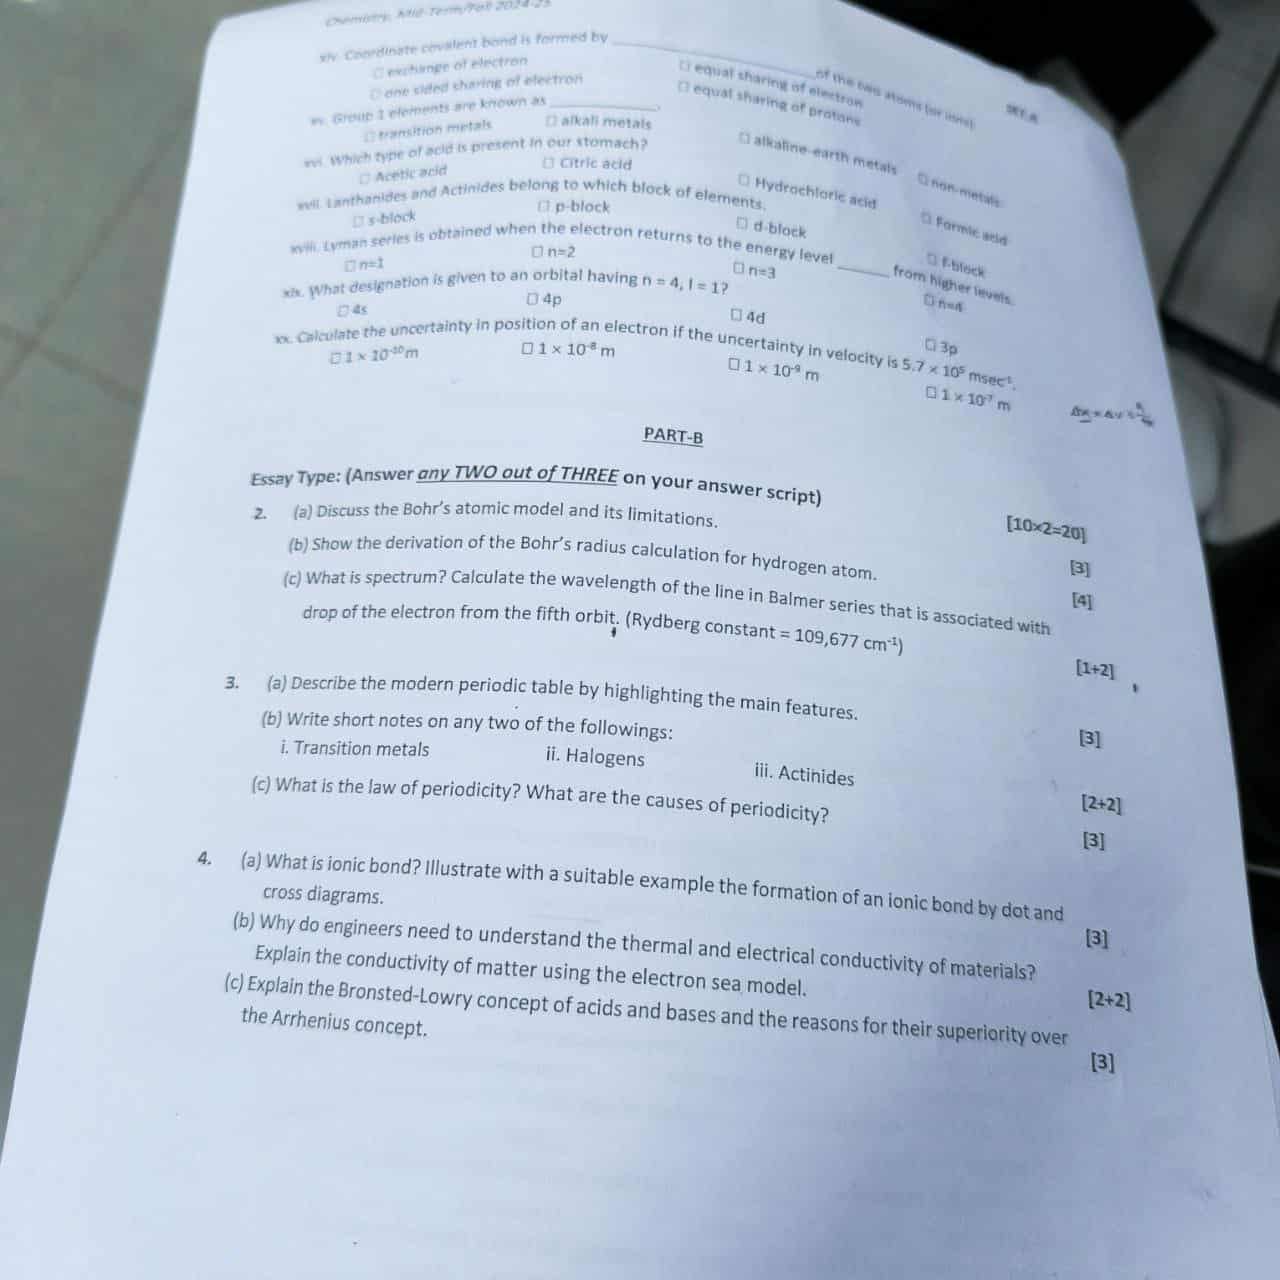 Chemistry, Mid-Term/Fall 2024-25
SET-A
xiv. Coordinate covalent bond is formed by ____________ of the two atoms (or ions)
☐ exchange of electron ☐ equal sharing of electron
☐ one sided sharing of electron ☐ equal sharing of protons
xv. Group 1 elements are known as ____________.
☐ transition metals ☐ alkali metals ☐ alkaline-earth metals ☐ non-metals
xvi. Which type of acid is present in our stomach?
☐ Acetic acid ☐ Citric acid ☐ Hydrochloric acid ☐ Formic acid
xvii. Lanthanides and Actinides belong to which block of elements.
☐ s-block ☐ p-block ☐ d-block ☐ f-block
xviii. Lyman series is obtained when the electron returns to the energy level ______ from higher levels.
☐ n=1 ☐ n=2 ☐ n=3 ☐ n=4
xix. What designation is given to an orbital having n = 4, l = 1?
☐ 4s ☐ 4p ☐ 4d ☐ 3p
xx. Calculate the uncertainty in position of an electron if the uncertainty in velocity is 5.7 × 10⁵ msec⁻¹.
☐ 1 × 10⁻¹⁰ m ☐ 1 × 10⁻⁸ m ☐ 1 × 10⁻⁹ m ☐ 1 × 10⁻⁷ m
PART-B
Essay Type: (Answer any TWO out of THREE on your answer script) [10×2=20]
2. (a) Discuss the Bohr's atomic model and its limitations. [3]
(b) Show the derivation of the Bohr's radius calculation for hydrogen atom. [4]
(c) What is spectrum? Calculate the wavelength of the line in Balmer series that is associated with
drop of the electron from the fifth orbit. (Rydberg constant = 109,677 cm⁻¹) [1+2]
3. (a) Describe the modern periodic table by highlighting the main features. [3]
(b) Write short notes on any two of the followings:
i. Transition metals ii. Halogens iii. Actinides [2+2]
(c) What is the law of periodicity? What are the causes of periodicity? [3]
4. (a) What is ionic bond? Illustrate with a suitable example the formation of an ionic bond by dot and
cross diagrams. [3]
(b) Why do engineers need to understand the thermal and electrical conductivity of materials?
Explain the conductivity of matter using the electron sea model. [2+2]
(c) Explain the Bronsted-Lowry concept of acids and bases and the reasons for their superiority over
the Arrhenius concept. [3]